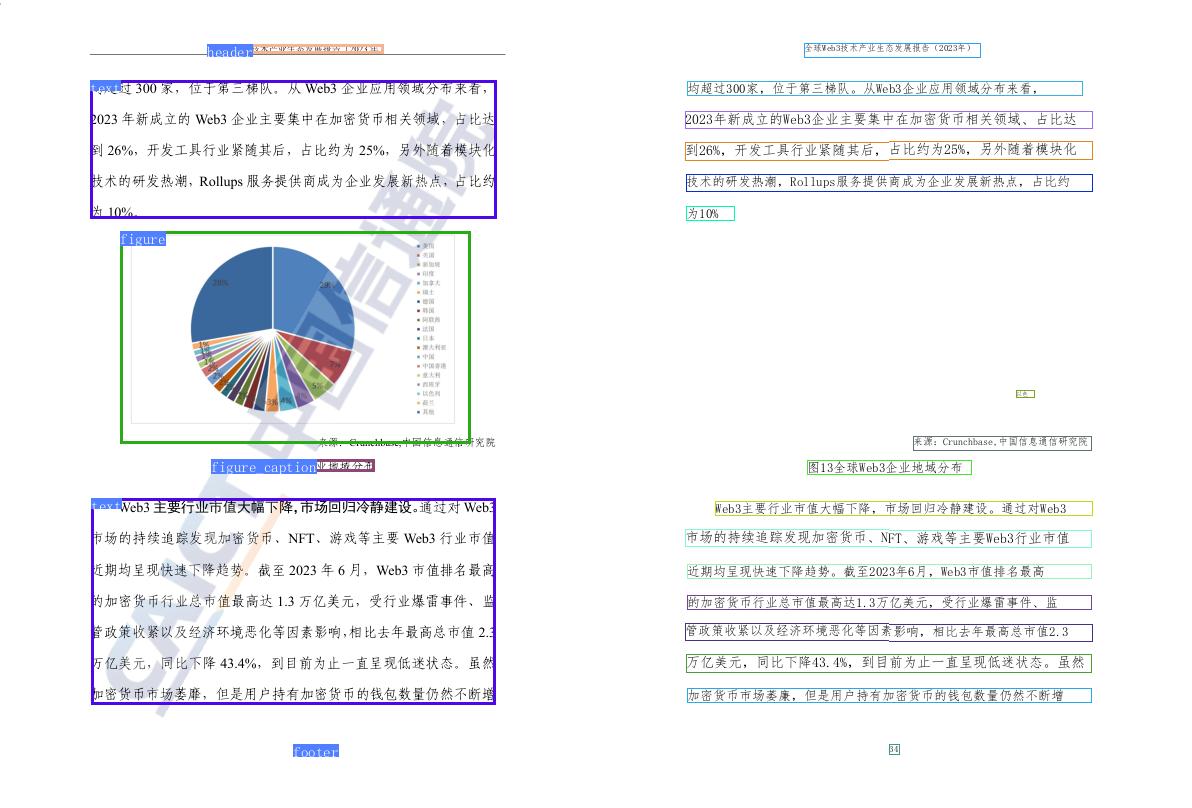 header
全球Web3技术产业生态发展报告（2023年）
text
过 300 家，位于第三梯队。从 Web3 企业应用领域分布来看，
2023 年新成立的 Web3 企业主要集中在加密货币相关领域，占比达
到 26%，开发工具行业紧随其后，占比约为 25%，另外随着模块化
技术的研发热潮，Rollups 服务提供商成为企业发展新热点，占比约
为 10%。
figure
28%
29%
7%
5%
4%
4%
3%
美国
英国
新加坡
印度
加拿大
瑞士
德国
韩国
阿联酋
法国
日本
澳大利亚
中国
中国香港
意大利
西班牙
以色列
荷兰
其他
来源：Crunchbase,中国信息通信研究院
figure caption
业地域分布
text
Web3 主要行业市值大幅下降，市场回归冷静建设。通过对 Web3
市场的持续追踪发现加密货币、NFT、游戏等主要 Web3 行业市值
近期均呈现快速下降趋势。截至 2023 年 6 月，Web3 市值排名最高
的加密货币行业总市值最高达 1.3 万亿美元，受行业爆雷事件、监
管政策收紧以及经济环境恶化等因素影响，相比去年最高总市值 2.3
万亿美元，同比下降 43.4%，到目前为止一直呈现低迷状态。虽然
加密货币市场萎靡，但是用户持有加密货币的钱包数量仍然不断增
footer
CAICT 中国信通院
全球Web3技术产业生态发展报告（2023年）
均超过300家，位于第三梯队。从Web3企业应用领域分布来看，
2023年新成立的Web3企业主要集中在加密货币相关领域、占比达
到26%，开发工具行业紧随其后，占比约为25%，另外随着模块化
技术的研发热潮，Rollups服务提供商成为企业发展新热点，占比约
为10%
以色
来源：Crunchbase,中国信息通信研究院
图13全球Web3企业地域分布
Web3主要行业市值大幅下降，市场回归冷静建设。通过对Web3
市场的持续追踪发现加密货币、NFT、游戏等主要Web3行业市值
近期均呈现快速下降趋势。截至2023年6月，Web3市值排名最高
的加密货币行业总市值最高达1.3万亿美元，受行业爆雷事件、监
管政策收紧以及经济环境恶化等因素影响，相比去年最高总市值2.3
万亿美元，同比下降43.4%，到目前为止一直呈现低迷状态。虽然
加密货币市场萎廉，但是用户持有加密货币的钱包数量仍然不断增
34